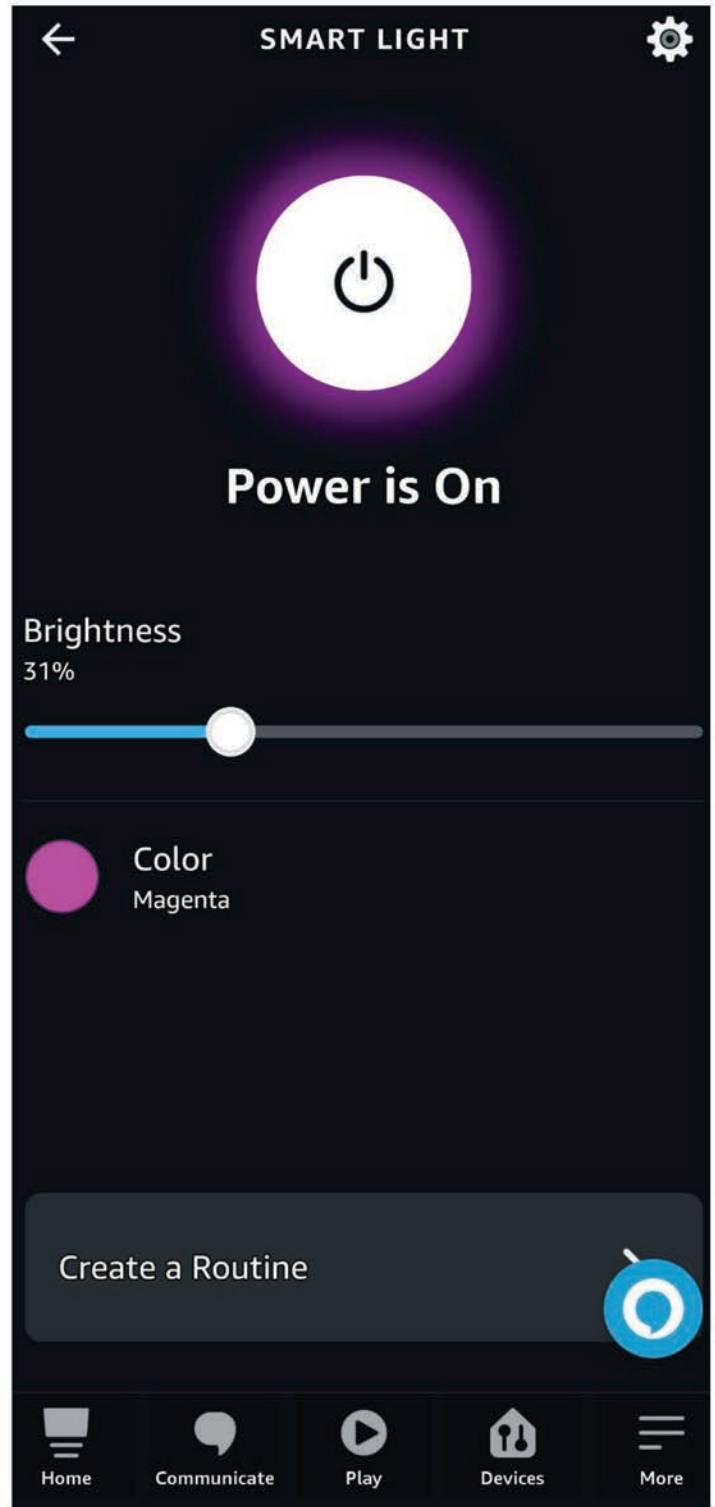 SMART LIGHT
Power is On
Brightness
31%
Color
Magenta
Create a Routine
Home Communicate Play Devices More